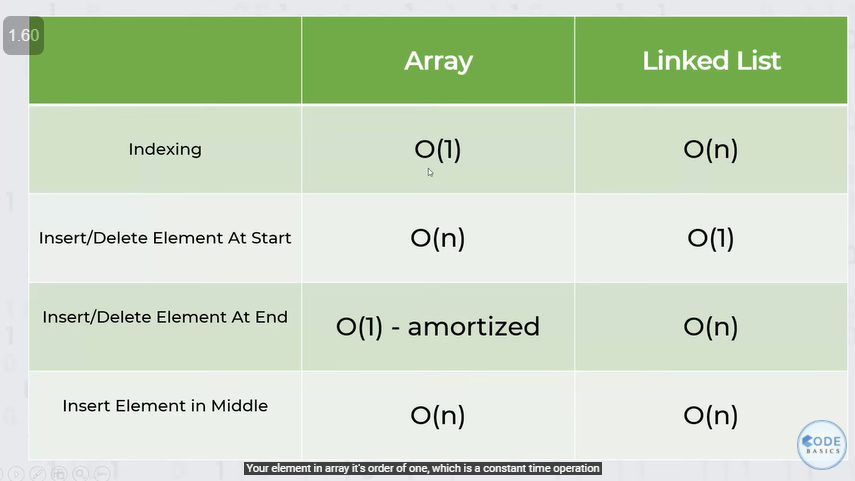 1.60
Array Linked List
Indexing O(1) O(n)
Insert/Delete Element At Start O(n) O(1)
Insert/Delete Element At End O(1) - amortized O(n)
Insert Element in Middle O(n) O(n)
CODE
BASICS
Your element in array it's order of one, which is a constant time operation